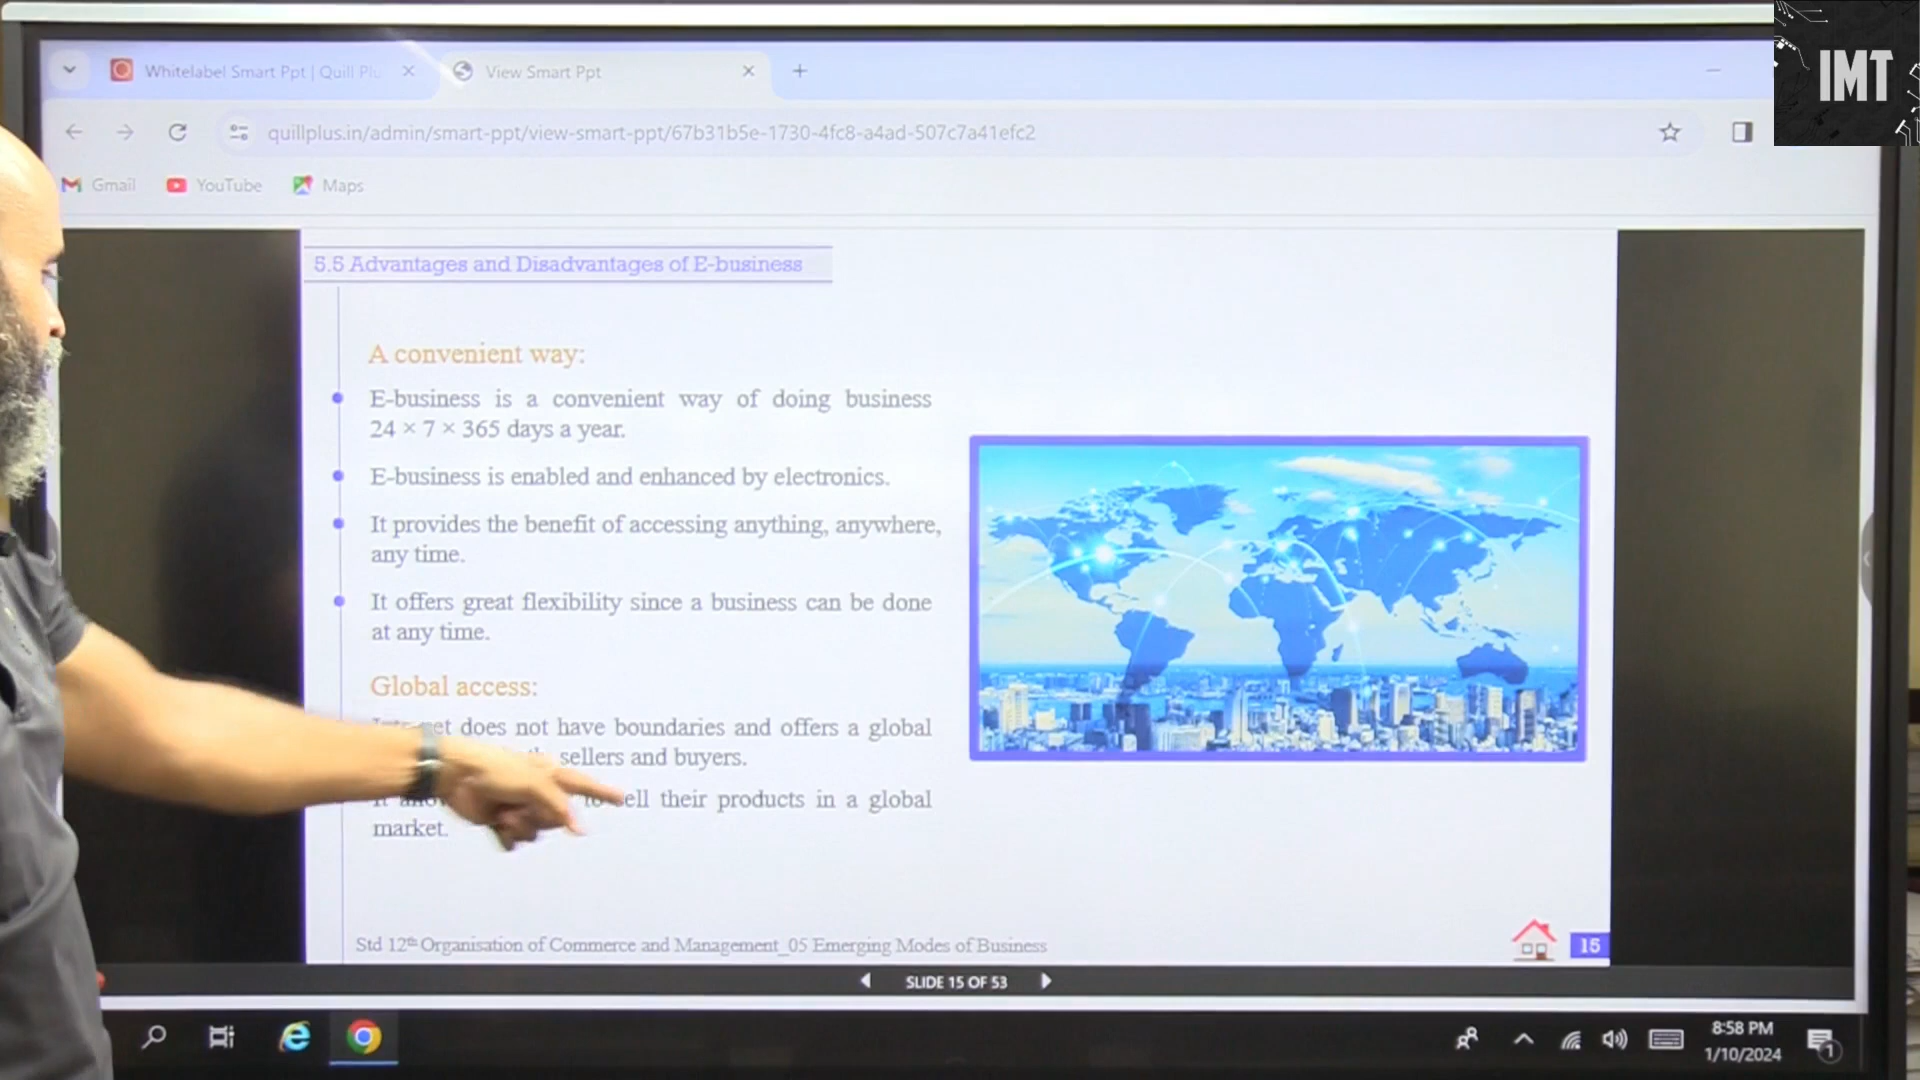 Whitelabel Smart Ppt | Quill Plu
View Smart Ppt
IMT
quillplus.in/admin/smart-ppt/view-smart-ppt/67b31b5e-1730-4fc8-a4ad-507c7a41efc2
Gmail
YouTube
Maps
5.5 Advantages and Disadvantages of E-business
A convenient way:
E-business is a convenient way of doing business
24 × 7 × 365 days a year.
E-business is enabled and enhanced by electronics.
It provides the benefit of accessing anything, anywhere,
any time.
It offers great flexibility since a business can be done
at any time.
Global access:
does not have boundaries and offers a global
sellers and buyers.
their products in a global
market.
Std 12th Organisation of Commerce and Management_05 Emerging Modes of Business
15
SLIDE 15 OF 53
8:58 PM
1/10/2024
1